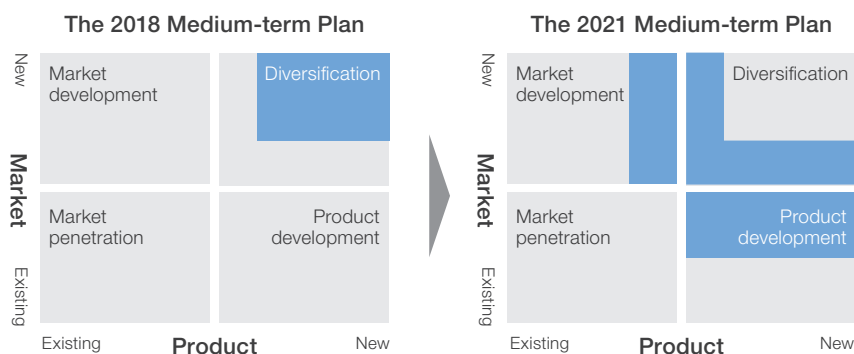 The 2018 Medium-term Plan
New
Market
development
Diversification
Market
Market
penetration
Product
development
Existing
Existing
Product
New
The 2021 Medium-term Plan
New
Market
development
Diversification
Market
Market
penetration
Product
development
Existing
Existing
Product
New